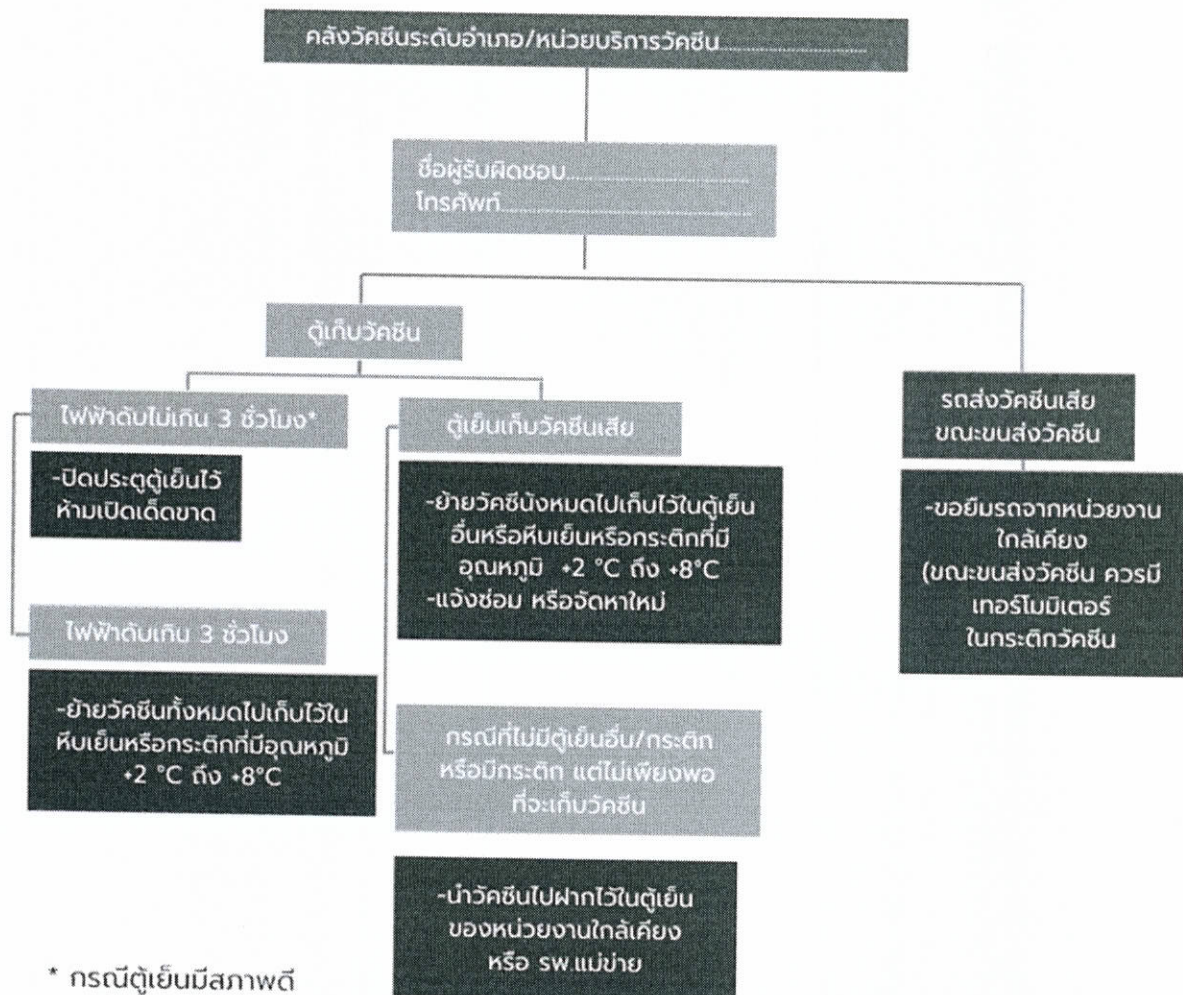 คลังวัคซีนระดับอำเภอ/หน่วยบริการวัคซีน..............................
ชื่อผู้รับผิดชอบ..............................
โทรศัพท์..............................
ตู้เก็บวัคซีน
ไฟฟ้าดับไม่เกิน 3 ชั่วโมง*
-ปิดประตูตู้เย็นไว้
ห้ามเปิดเด็ดขาด
ไฟฟ้าดับเกิน 3 ชั่วโมง
-ย้ายวัคซีนทั้งหมดไปเก็บไว้ใน
หีบเย็นหรือกระติกที่มีอุณหภูมิ
+2 °C ถึง +8°C
ตู้เย็นเก็บวัคซีนเสีย
-ย้ายวัคซีนังหมดไปเก็บไว้ในตู้เย็น
อื่นหรือหีบเย็นหรือกระติกที่มี
อุณหภูมิ +2 °C ถึง +8°C
-แจ้งซ่อม หรือจัดหาใหม่
กรณีที่ไม่มีตู้เย็นอื่น/กระติก
หรือมีกระติก แต่ไม่เพียงพอ
ที่จะเก็บวัคซีน
-นำวัคซีนไปฝากไว้ในตู้เย็น
ของหน่วยงานใกล้เคียง
หรือ รพ.แม่ข่าย
รถส่งวัคซีนเสีย
ขณะขนส่งวัคซีน
-ขอยืมรถจากหน่วยงาน
ใกล้เคียง
(ขณะขนส่งวัคซีน ควรมี
เทอร์โมมิเตอร์
ในกระติกวัคซีน
* กรณีตู้เย็นมีสภาพดี